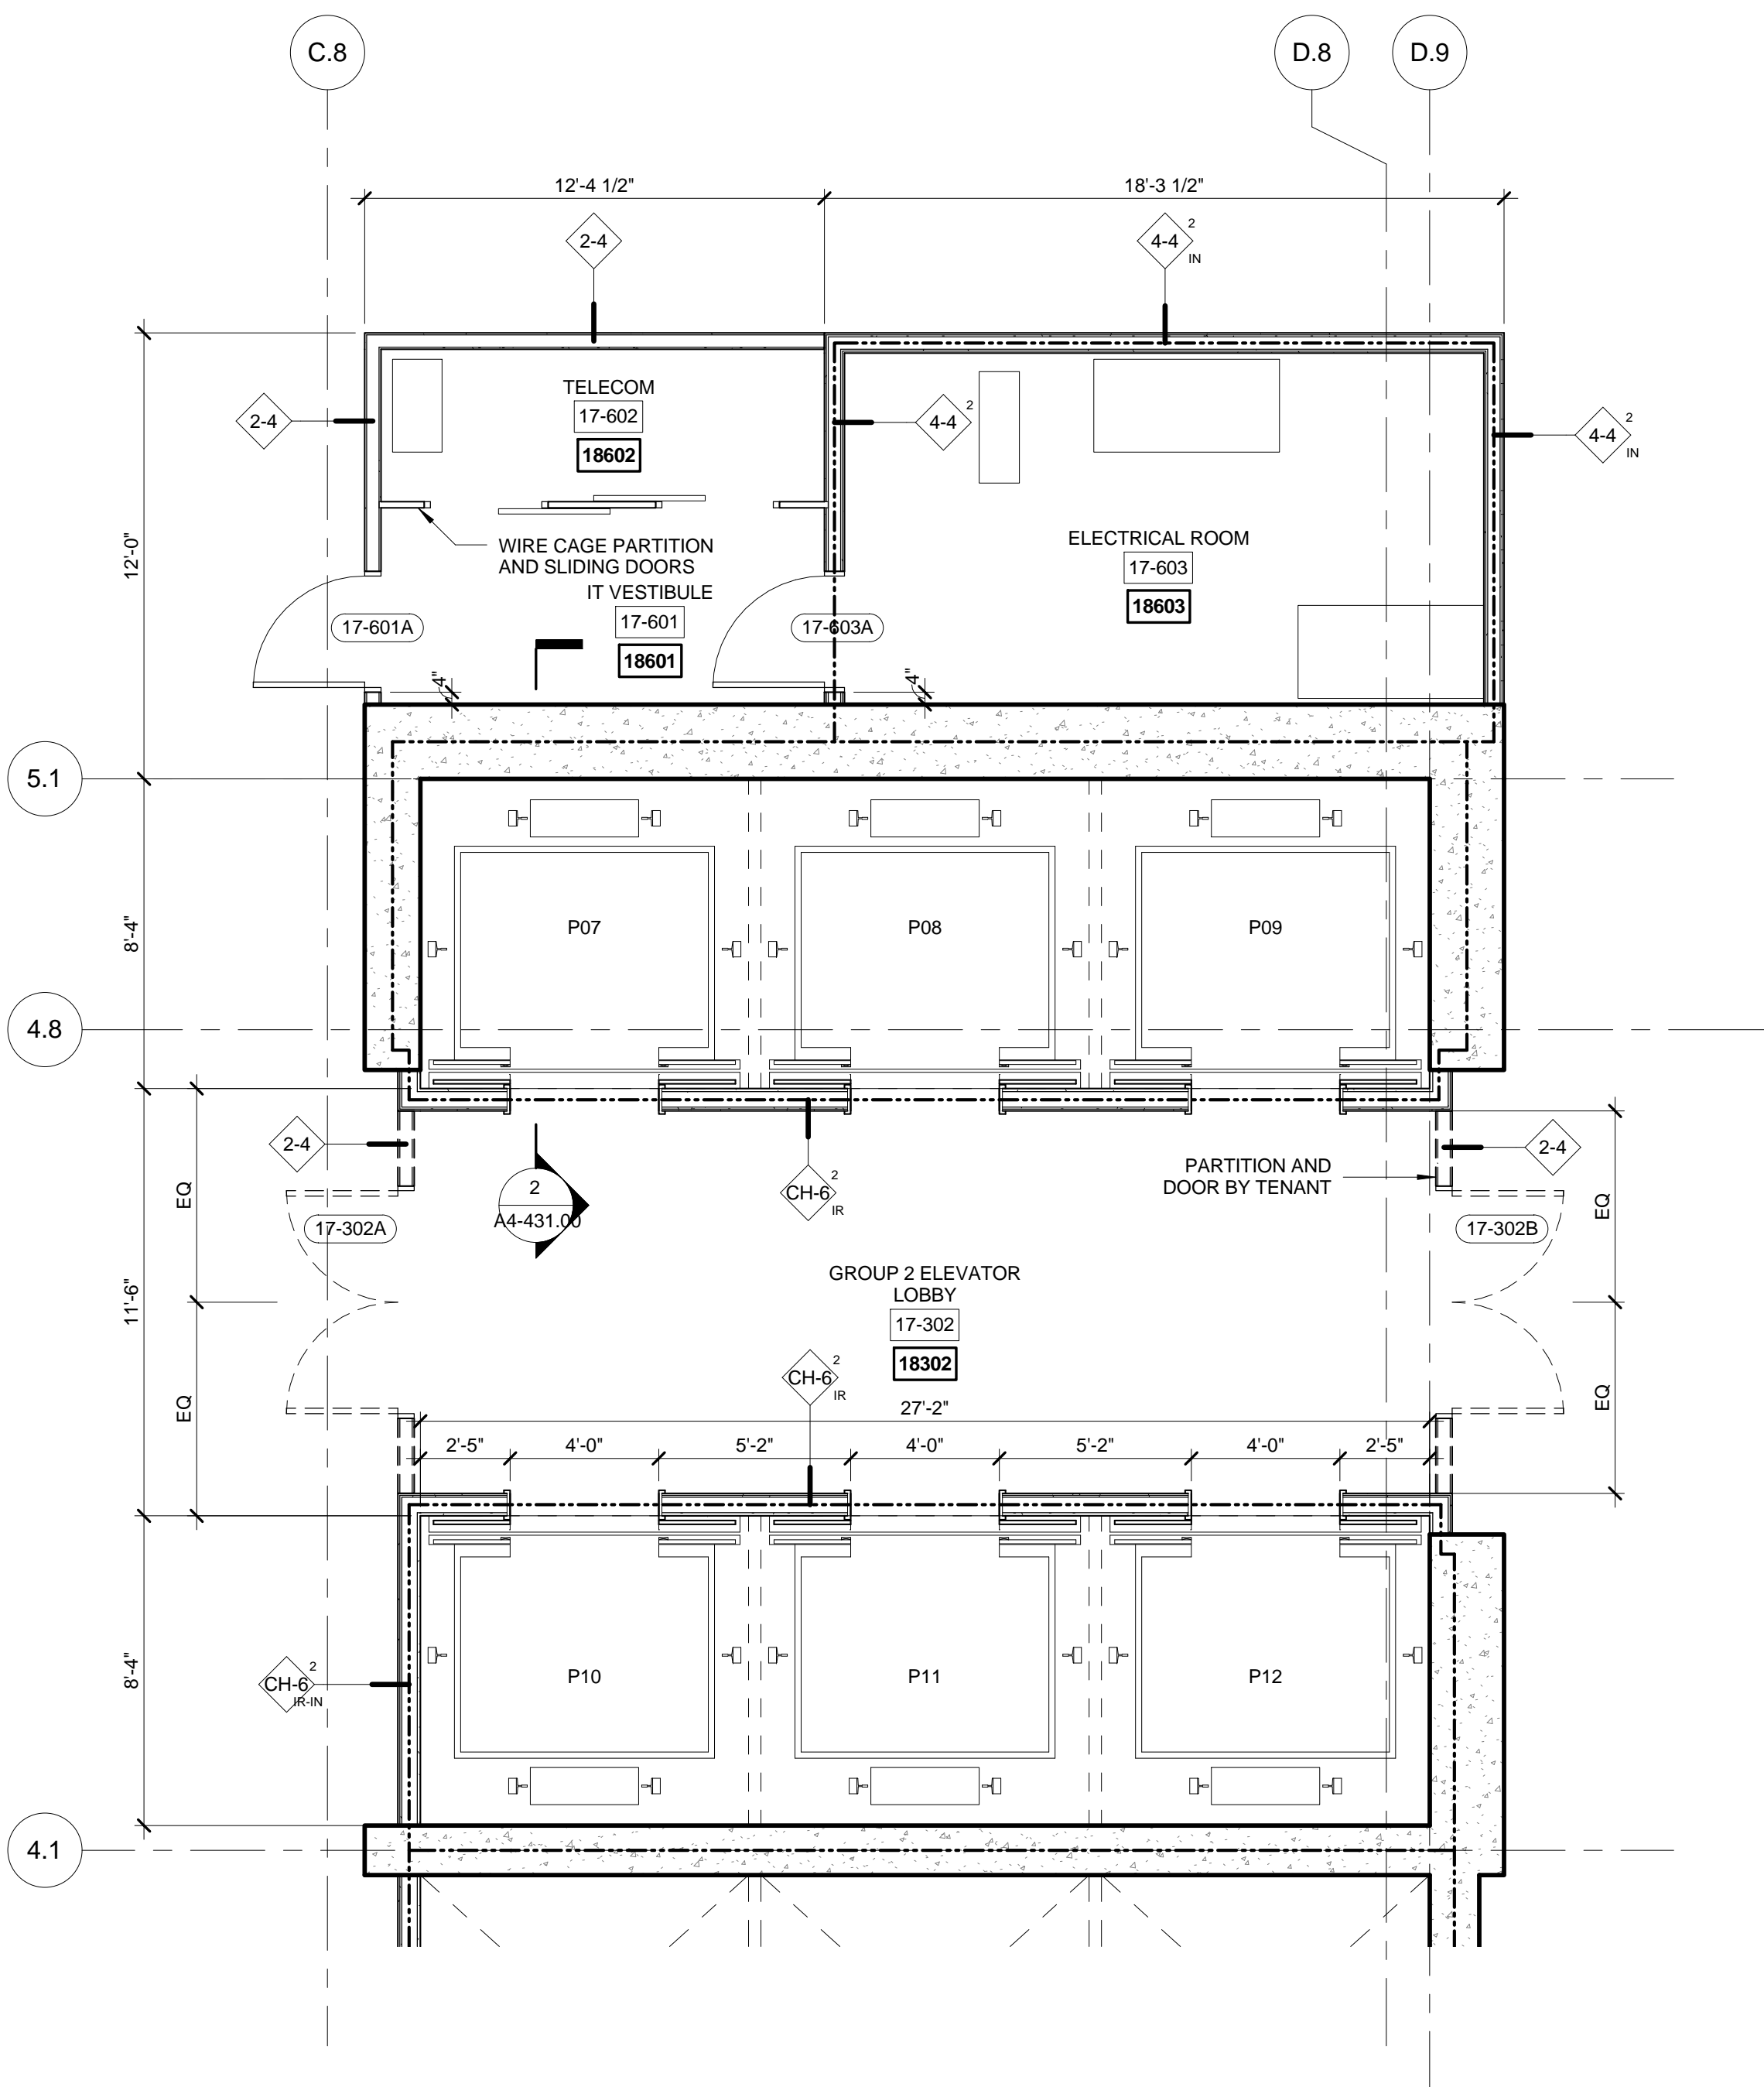 C.8
D.8
D.9
12'-4 1/2"
18'-3 1/2"
2-4
4-4
2
IN
TELECOM
17-602
18602
2-4
4-4
2
4-4
2
IN
12'-0"
WIRE CAGE PARTITION
AND SLIDING DOORS
ELECTRICAL ROOM
17-603
18603
IT VESTIBULE
17-601
18601
17-601A
17-603A
4"
4"
5.1
8'-4"
P07
P08
P09
4.8
2-4
CH-6
2
IR
2-4
PARTITION AND
DOOR BY TENANT
EQ
EQ
2
A4-431.00
17-302A
17-302B
11'-6"
GROUP 2 ELEVATOR
LOBBY
17-302
18302
EQ
EQ
CH-6
2
IR
27'-2"
2'-5"
4'-0"
5'-2"
4'-0"
5'-2"
4'-0"
2'-5"
8'-4"
CH-6
2
IR-IN
P10
P11
P12
4.1